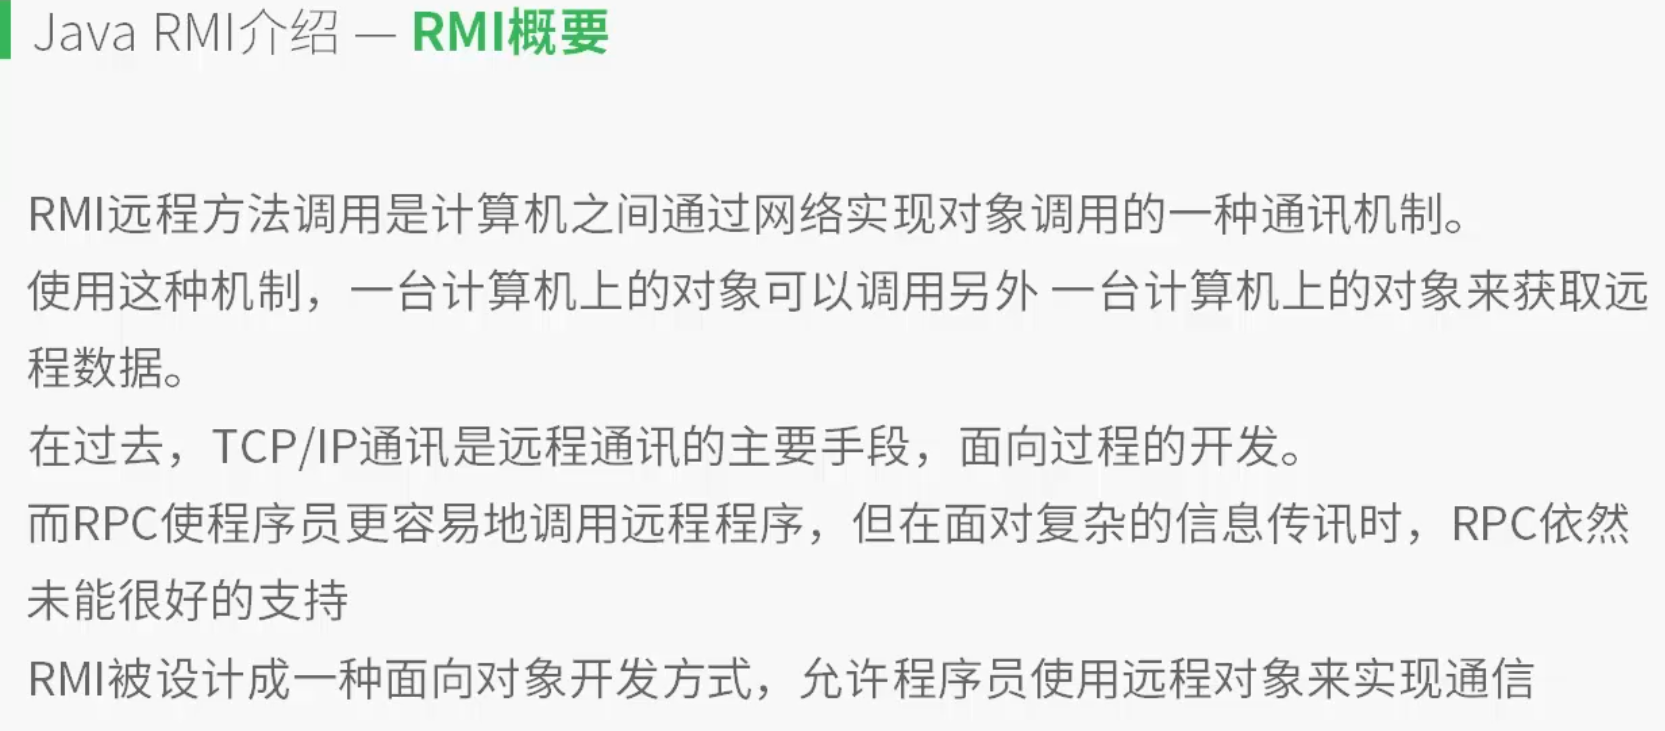 Java RMI介绍 — RMI概要
RMI远程方法调用是计算机之间通过网络实现对象调用的一种通讯机制。
使用这种机制，一台计算机上的对象可以调用另外 一台计算机上的对象来获取远
程数据。
在过去，TCP/IP通讯是远程通讯的主要手段，面向过程的开发。
而RPC使程序员更容易地调用远程程序，但在面对复杂的信息传讯时，RPC依然
未能很好的支持
RMI被设计成一种面向对象开发方式，允许程序员使用远程对象来实现通信